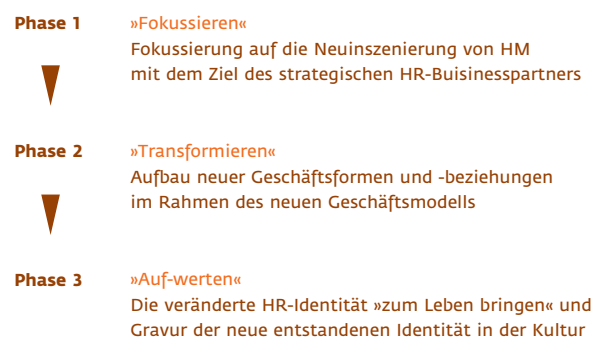 Phase 1 »Fokussieren«
Fokussierung auf die Neuinszenierung von HM
mit dem Ziel des strategischen HR-Buisinesspartners
Phase 2 »Transformieren«
Aufbau neuer Geschäftsformen und -beziehungen
im Rahmen des neuen Geschäftsmodells
Phase 3 »Auf-werten«
Die veränderte HR-Identität »zum Leben bringen« und
Gravur der neue entstandenen Identität in der Kultur